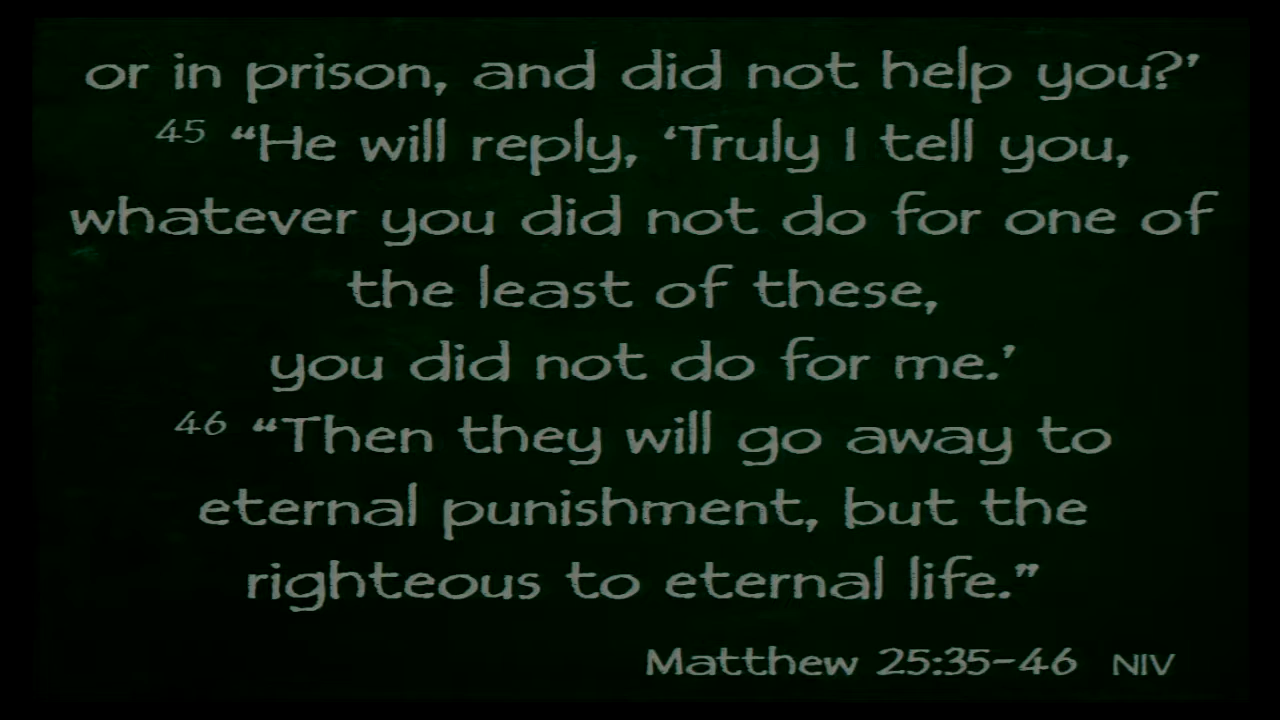 or in prison, and did not help you?’
45 “He will reply, ‘Truly I tell you,
whatever you did not do for one of
the least of these,
you did not do for me.’
46 “Then they will go away to
eternal punishment, but the
righteous to eternal life.”
Matthew 25:35-46 NIV